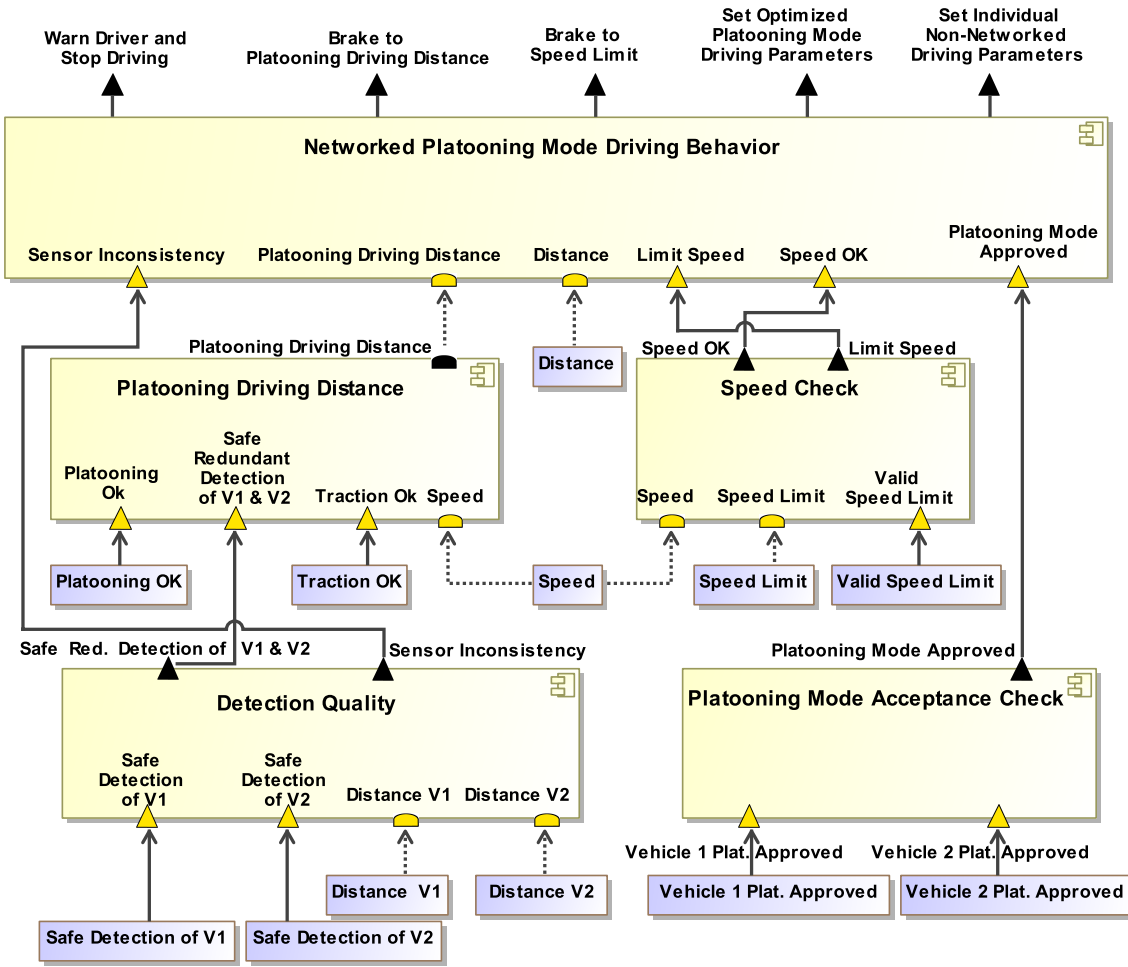 Warn Driver and
Stop Driving
Brake to
Platooning Driving Distance
Brake to
Speed Limit
Set Optimized
Platooning Mode
Driving Parameters
Set Individual
Non-Networked
Driving Parameters
Networked Platooning Mode Driving Behavior
Sensor Inconsistency
Platooning Driving Distance
Distance
Limit Speed
Speed OK
Platooning Mode
Approved
Platooning Driving Distance
Distance
Speed OK
Limit Speed
Platooning Driving Distance
Speed Check
Platooning
Ok
Safe
Redundant
Detection
of V1 & V2
Traction Ok
Speed
Speed
Speed Limit
Valid
Speed Limit
Platooning OK
Traction OK
Speed
Speed Limit
Valid Speed Limit
Safe Red. Detection of V1 & V2
Sensor Inconsistency
Platooning Mode Approved
Detection Quality
Platooning Mode Acceptance Check
Safe
Detection
of V1
Safe
Detection
of V2
Distance V1
Distance V2
Vehicle 1 Plat. Approved
Vehicle 2 Plat. Approved
Distance V1
Distance V2
Vehicle 1 Plat. Approved
Vehicle 2 Plat. Approved
Safe Detection of V1
Safe Detection of V2